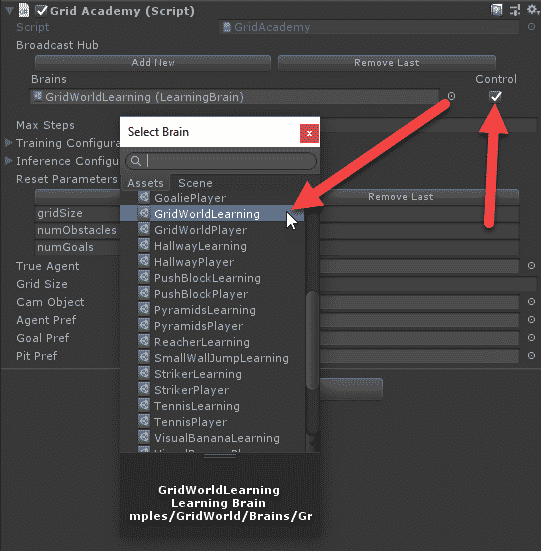 Grid Academy (Script)
Script GridAcademy
Broadcast Hub
Add New Remove Last
Brains Control
GridWorldLearning (LearningBrain)
Max Steps
Training Configura
Inference Configu
Reset Parameters
Remove Last
gridSize
numObstacles
numGoals
True Agent
Grid Size
Cam Object
Agent Pref
Goal Pref
Pit Pref
Select Brain
x
Assets Scene
GoaliePlayer
GridWorldLearning
GridWorldPlayer
HallwayLearning
HallwayPlayer
PushBlockLearning
PushBlockPlayer
PyramidsLearning
PyramidsPlayer
ReacherLearning
SmallWallJumpLearning
StrikerLearning
StrikerPlayer
TennisLearning
TennisPlayer
VisualBananaLearning
GridWorldLearning
Learning Brain
mples/GridWorld/Brains/Gr